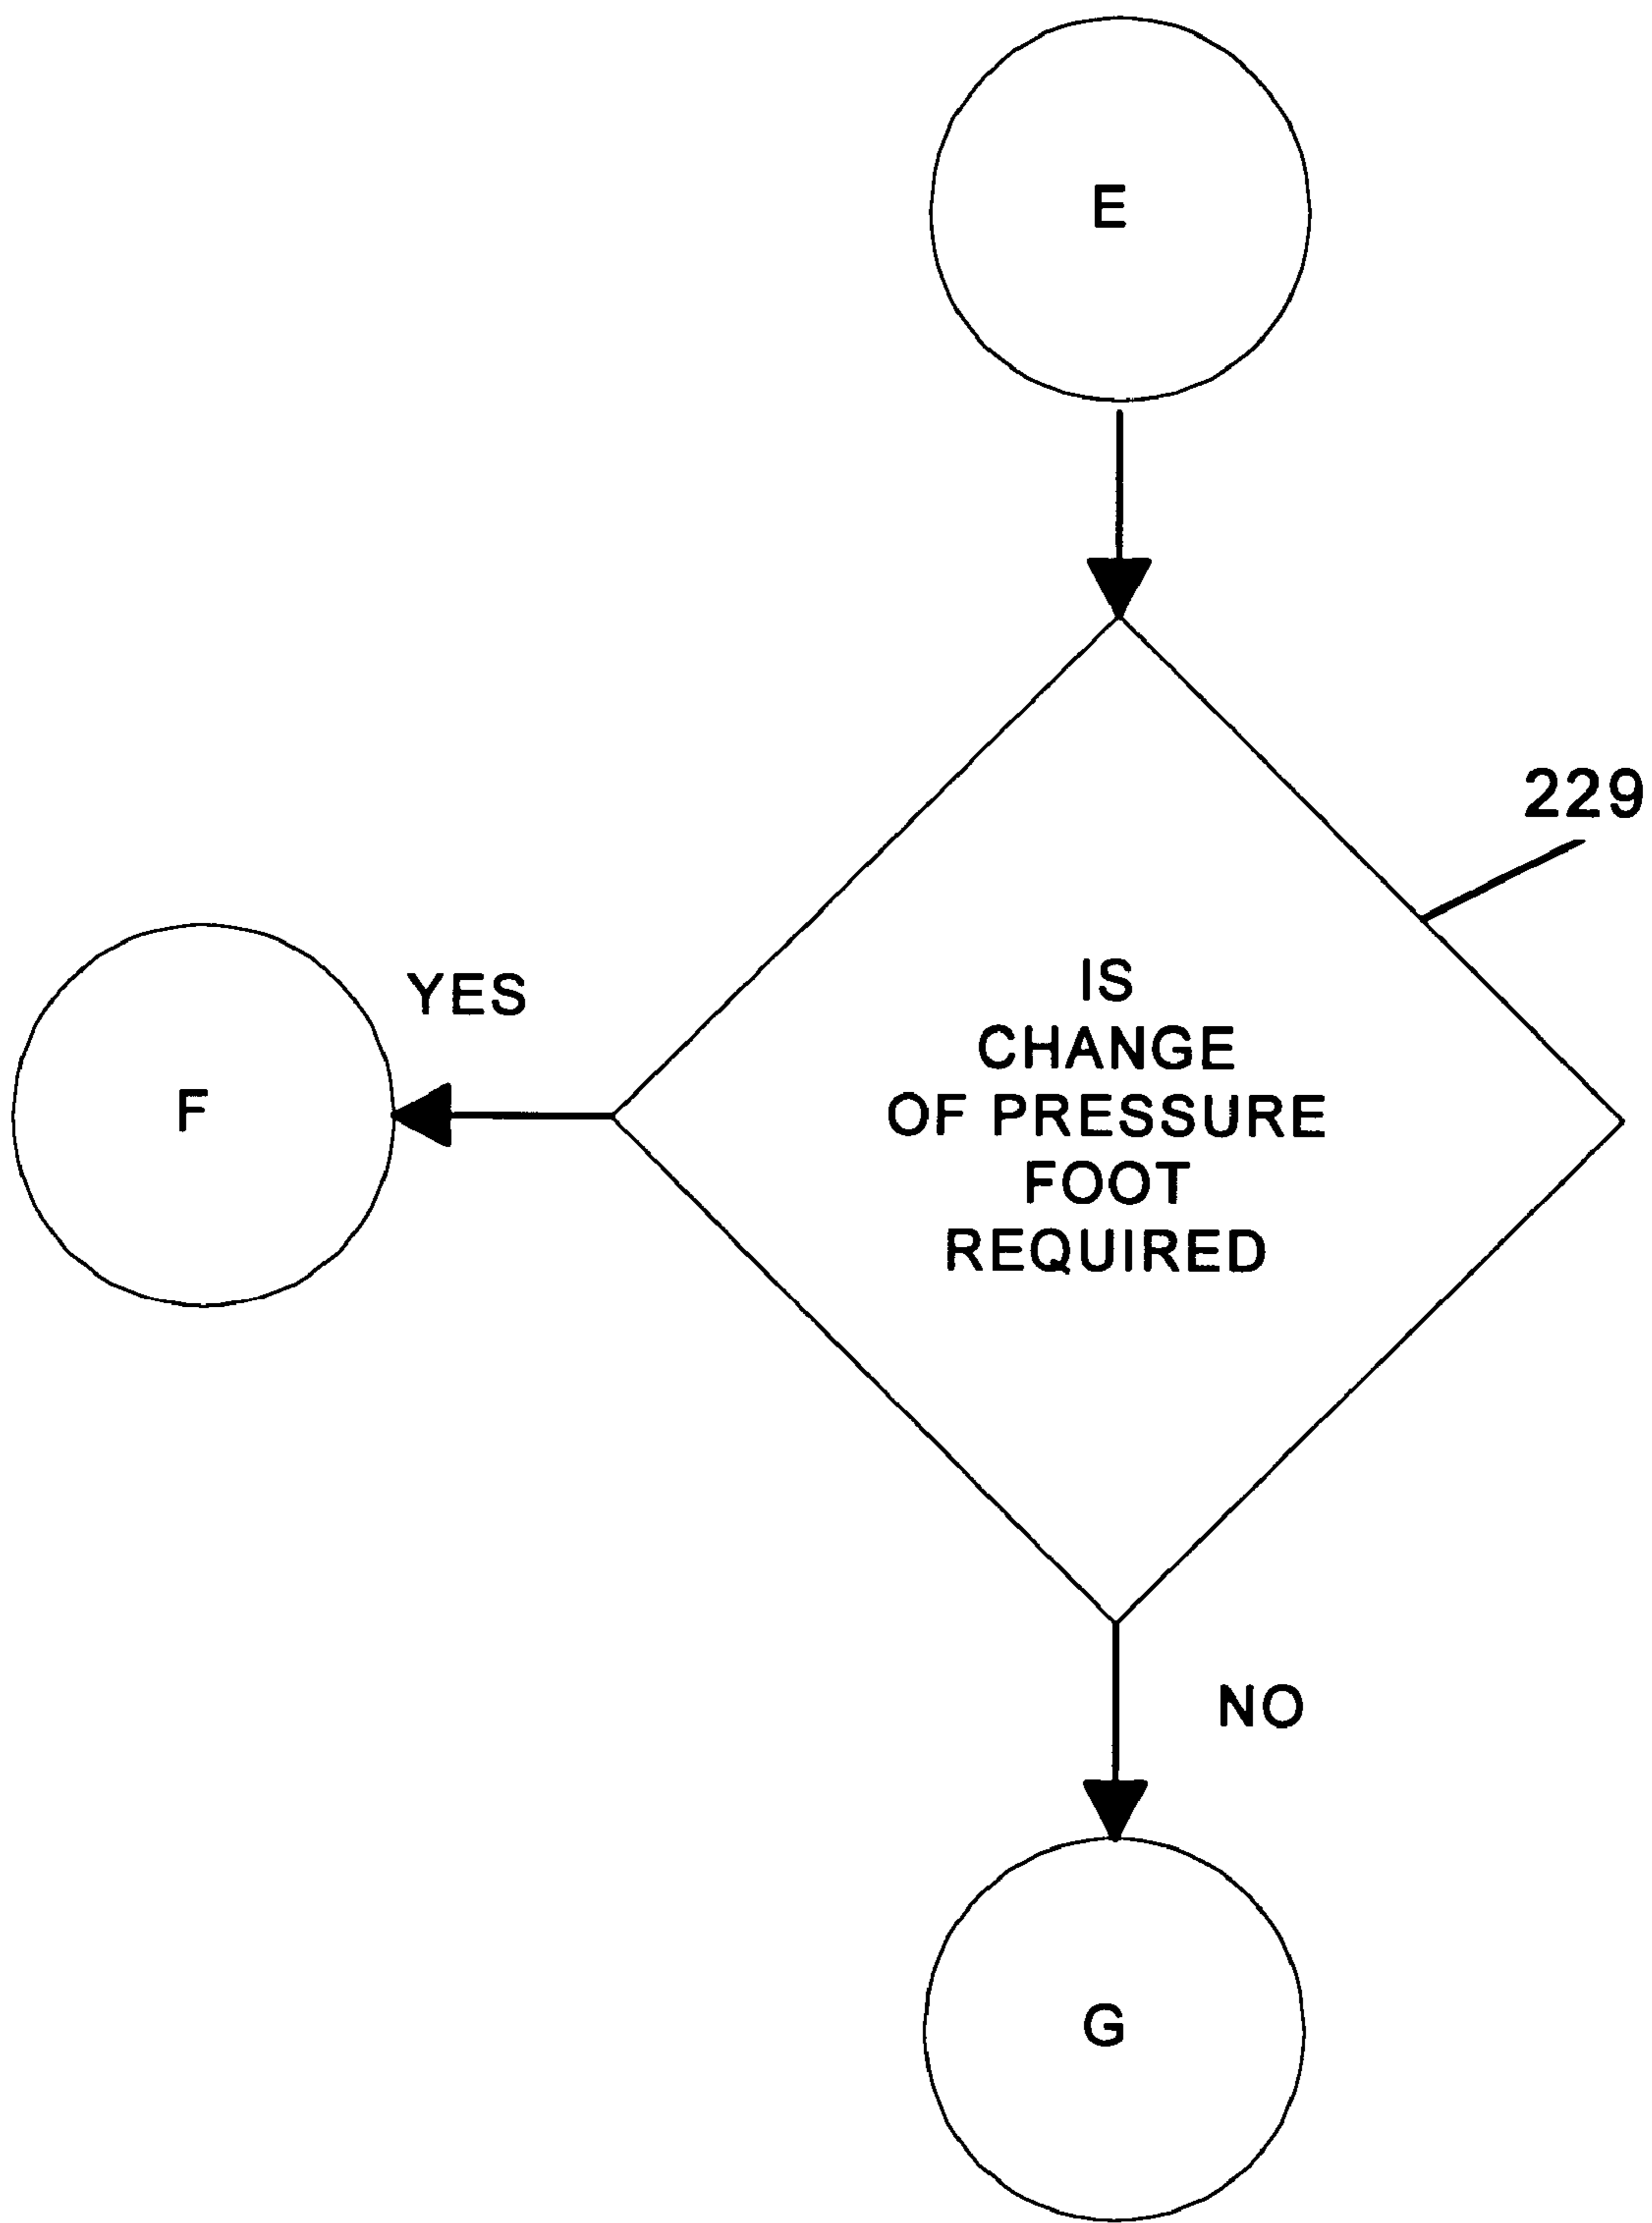 E
229
YES
F
IS
CHANGE
OF PRESSURE
FOOT
REQUIRED
NO
G